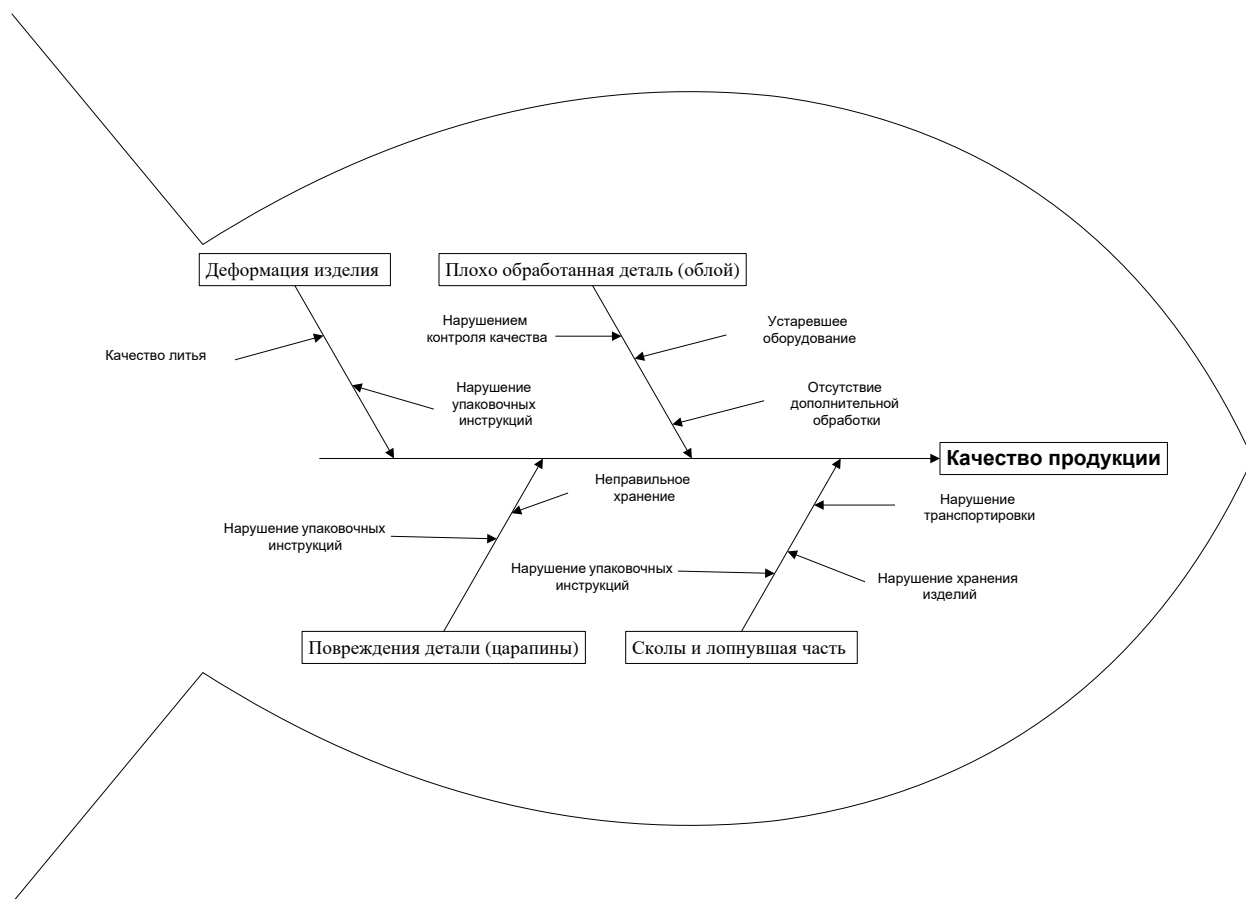 Деформация изделия
Плохо обработанная деталь (облой)
Нарушением
контроля качества
Устаревшее
оборудование
Качество литья
Нарушение
упаковочных
инструкций
Отсутствие
дополнительной
обработки
Качество продукции
Неправильное
хранение
Нарушение
транспортировки
Нарушение упаковочных
инструкций
Нарушение упаковочных
инструкций
Нарушение хранения
изделий
Повреждения детали (царапины)
Сколы и лопнувшая часть